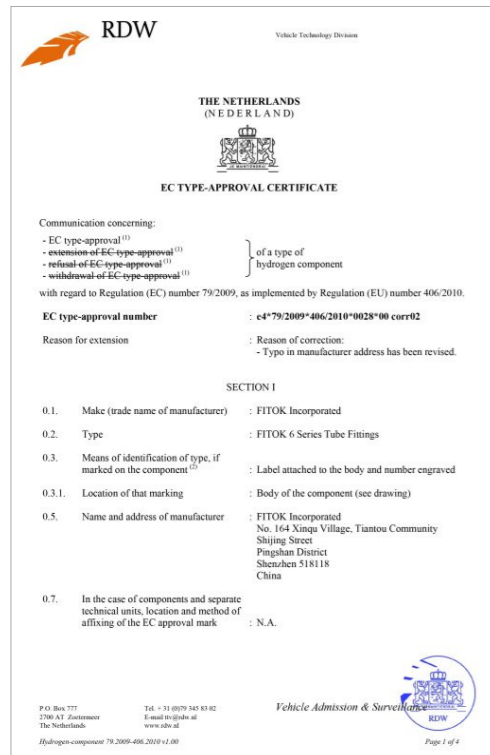 RDW
Vehicle Technology Division
THE NETHERLANDS
(NEDERLAND)
JE MAINTIENDRAI
EC TYPE-APPROVAL CERTIFICATE
Communication concerning:
- EC type-approval (1)
- extension of EC type-approval (1)
- refusal of EC type-approval (1)
- withdrawal of EC type-approval (1)
of a type of
hydrogen component
with regard to Regulation (EC) number 79/2009, as implemented by Regulation (EU) number 406/2010.
EC type-approval number : e4*79/2009*406/2010*0028*00 corr02
Reason for extension : Reason of correction:
- Typo in manufacturer address has been revised.
SECTION I
0.1. Make (trade name of manufacturer) : FITOK Incorporated
0.2. Type : FITOK 6 Series Tube Fittings
0.3. Means of identification of type, if
marked on the component (2) : Label attached to the body and number engraved
0.3.1. Location of that marking : Body of the component (see drawing)
0.5. Name and address of manufacturer : FITOK Incorporated
No. 164 Xinqu Village, Tiantou Community
Shijing Street
Pingshan District
Shenzhen 518118
China
0.7. In the case of components and separate
technical units, location and method of
affixing of the EC approval mark : N.A.
P.O. Box 777
2700 AT Zoetermeer
The Netherlands
Tel. + 31 (0)79 345 83 02
E-mail ttv@rdw.nl
www.rdw.nl
Vehicle Admission & Surveillance
RDW
Hydrogen-component 79.2009-406.2010 v1.00
Page 1 of 4